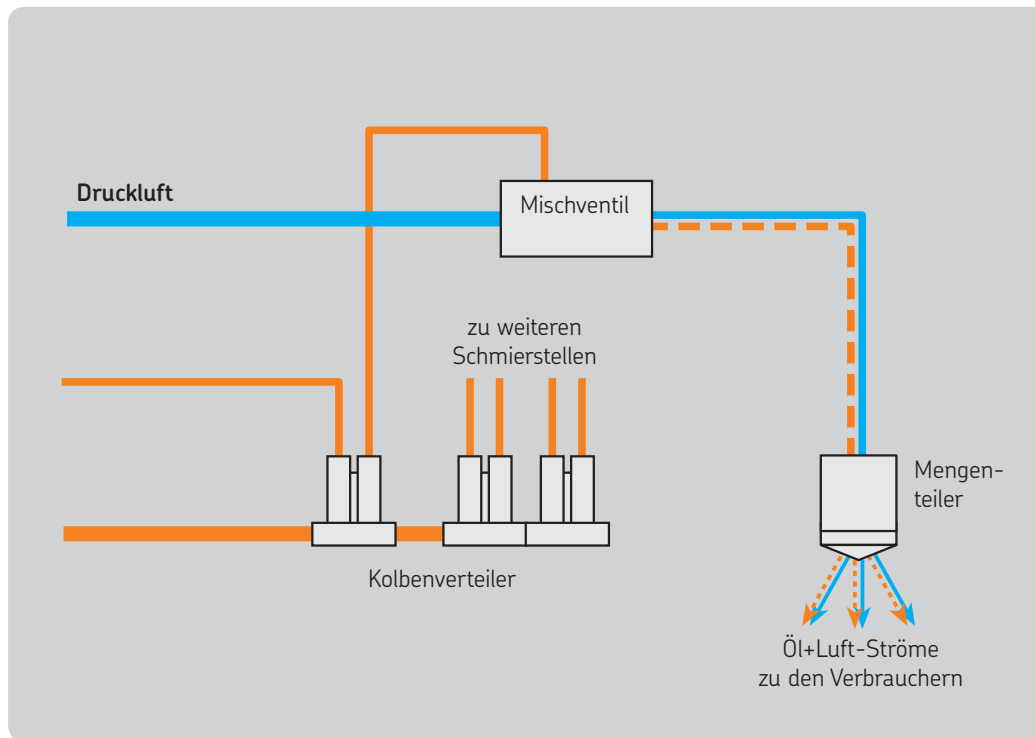 Druckluft
Mischventil
zu weiteren
Schmierstellen
Mengen-
teiler
Kolbenverteiler
Öl+Luft-Ströme
zu den Verbrauchern